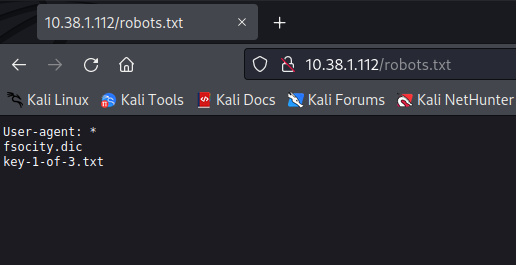 10.38.1.112/robots.txt
10.38.1.112/robots.txt
Kali Linux Kali Tools Kali Docs Kali Forums Kali NetHunter
User-agent: *
fsocity.dic
key-1-of-3.txt